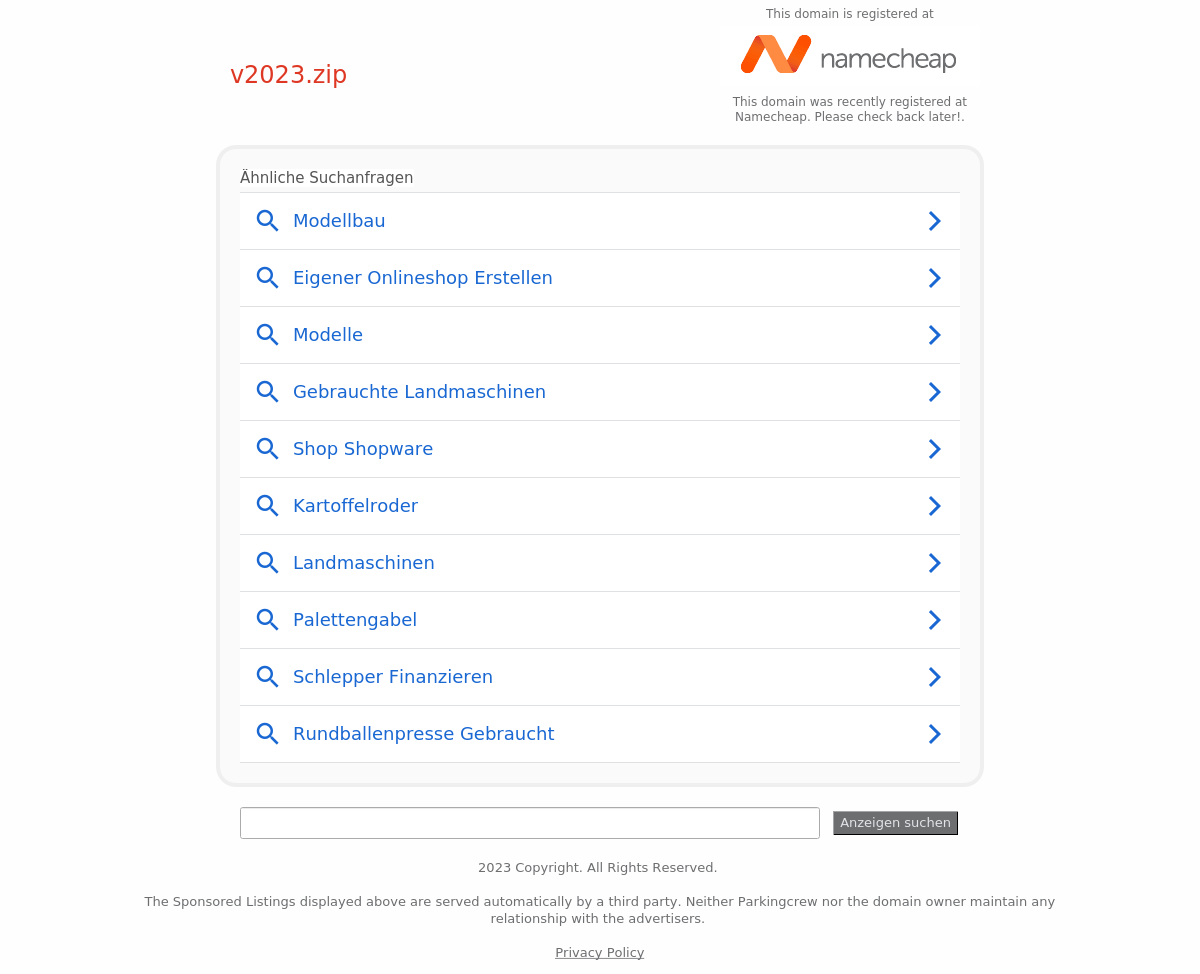 This domain is registered at
namecheap
v2023.zip
This domain was recently registered at
Namecheap. Please check back later!.
Ähnliche Suchanfragen
Modellbau
Eigener Onlineshop Erstellen
Modelle
Gebrauchte Landmaschinen
Shop Shopware
Kartoffelroder
Landmaschinen
Palettengabel
Schlepper Finanzieren
Rundballenpresse Gebraucht
Anzeigen suchen
2023 Copyright. All Rights Reserved.
The Sponsored Listings displayed above are served automatically by a third party. Neither Parkingcrew nor the domain owner maintain any
relationship with the advertisers.
Privacy Policy